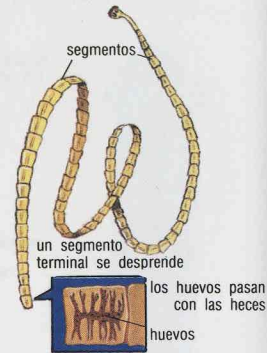 segmentos
un segmento
terminal se desprende
los huevos pasan
con las heces
huevos